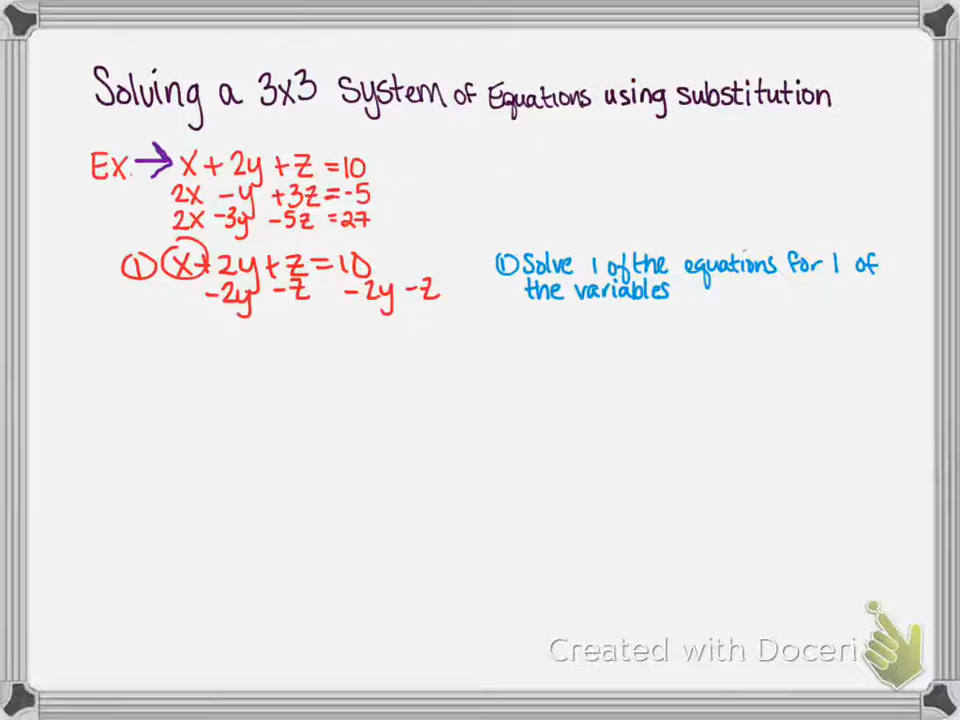 Solving a 3x3 System of Equations using substitution
Ex → x + 2y + z = 10
2x - y + 3z = -5
2x - 3y - 5z = 27
① x + 2y + z = 10
-2y - z -2y - z
① Solve 1 of the equations for 1 of
the variables
Created with Doceri